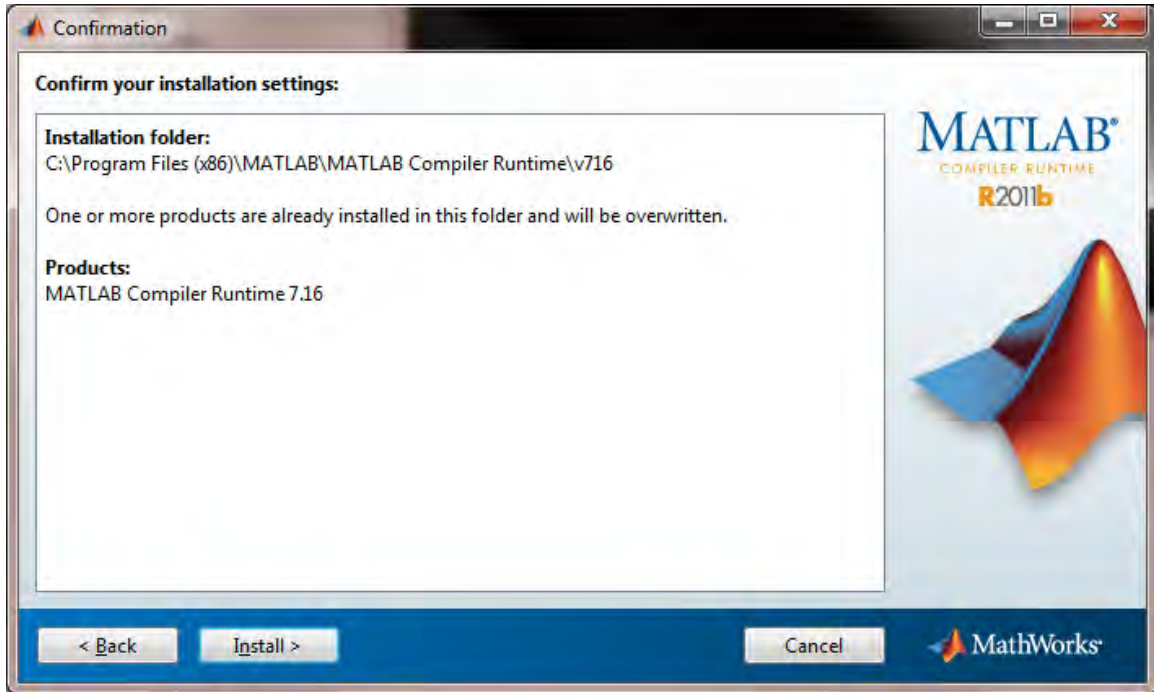 Confirmation
Confirm your installation settings:
Installation folder:
C:\Program Files (x86)\MATLAB\MATLAB Compiler Runtime\v716
One or more products are already installed in this folder and will be overwritten.
Products:
MATLAB Compiler Runtime 7.16
MATLAB®
COMPILER RUNTIME
R2011b
< Back
Install >
Cancel
MathWorks®